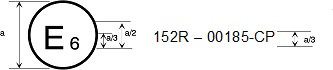 a E 6 a/3 a/2 152R – 00185-CP a/3